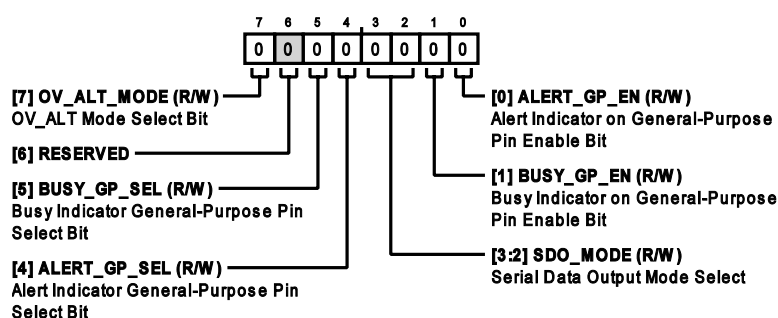 7 6 5 4 3 2 1 0
0 0 0 0 0 0 0 0
[7] OV_ALT_MODE (R/W)
OV_ALT Mode Select Bit
[6] RESERVED
[5] BUSY_GP_SEL (R/W)
Busy Indicator General-Purpose Pin
Select Bit
[4] ALERT_GP_SEL (R/W)
Alert Indicator General-Purpose Pin
Select Bit
[0] ALERT_GP_EN (R/W)
Alert Indicator on General-Purpose
Pin Enable Bit
[1] BUSY_GP_EN (R/W)
Busy Indicator on General-Purpose
Pin Enable Bit
[3:2] SDO_MODE (R/W)
Serial Data Output Mode Select